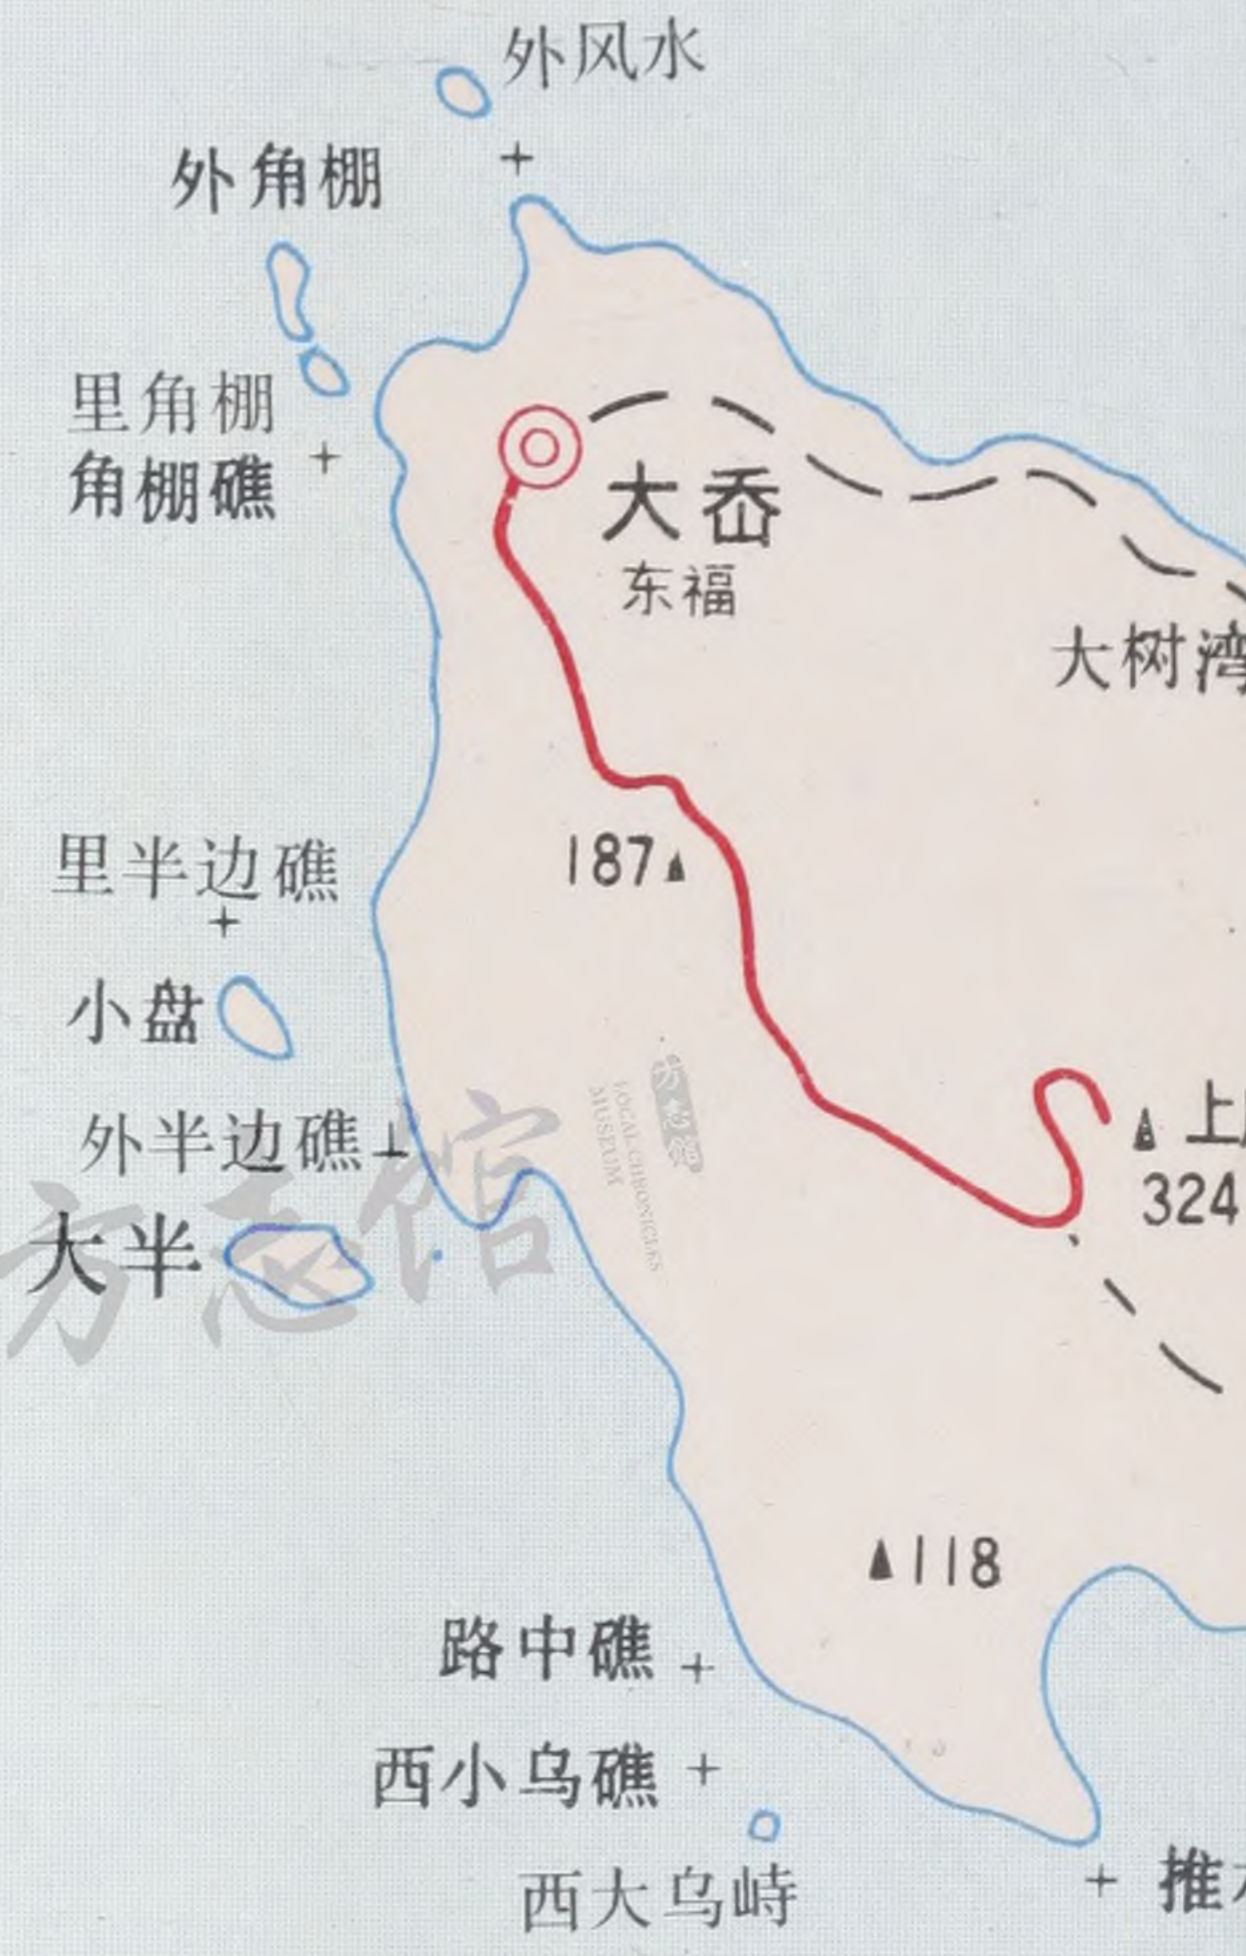 外风水
外角棚
里角棚
角棚礁
大岙
东福
大树湾
187
里半边礁
小盘
方志馆
LOCAL CHRONICLES
MUSEUM
外半边礁
上
324
方志馆
大半
118
路中礁
西小乌礁
西大乌峙
推